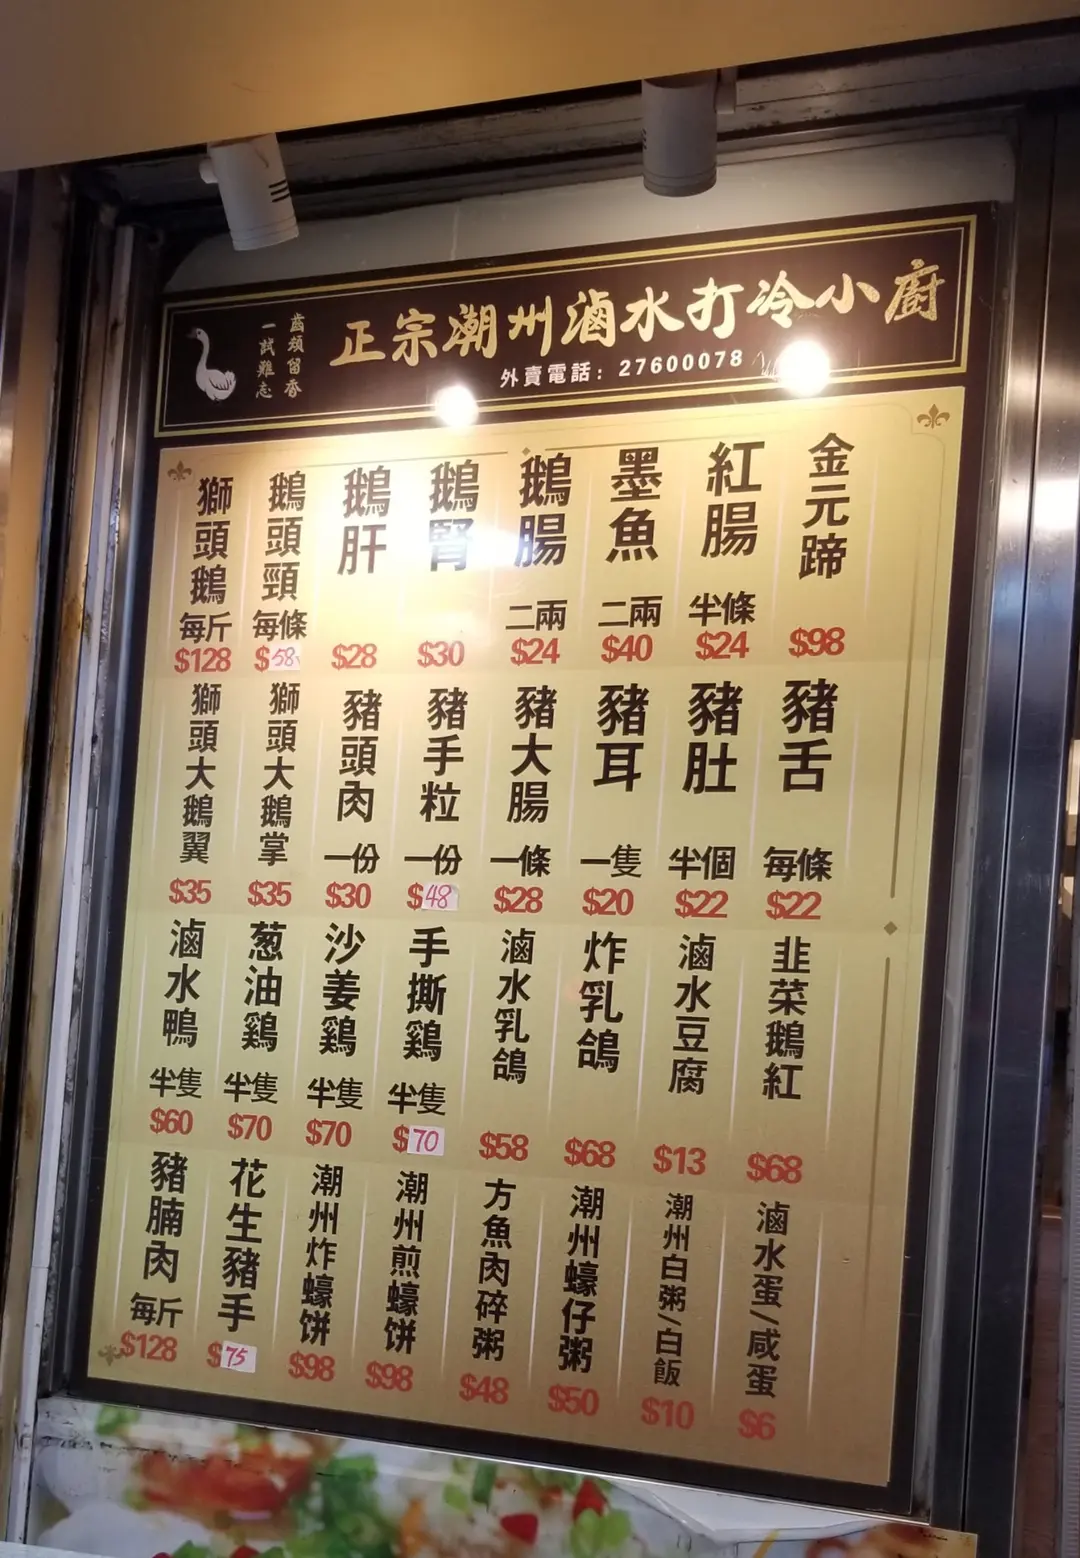 齒頰留香
一試難忘
正宗潮州滷水打冷小廚
外賣電話：27600078
金元蹄 $98
紅腸 半條 $24
墨魚 二兩 $40
鵝腸 二兩 $24
鵝腎 $30
鵝肝 $28
鵝頭頸 每條 $58
獅頭鵝 每斤 $128
豬舌 每條 $22
豬肚 半個 $22
豬耳 一隻 $20
豬大腸 一條 $28
豬手粒 一份 $48
豬頭肉 一份 $30
獅頭大鵝掌 $35
獅頭大鵝翼 $35
韭菜鵝紅 $68
滷水豆腐 $13
炸乳鴿 $68
滷水乳鴿 $58
手撕鷄 半隻 $70
沙姜鷄 半隻 $70
葱油鷄 半隻 $70
滷水鴨 半隻 $60
滷水蛋/咸蛋 $6
潮州白粥/白飯 $10
潮州蠔仔粥 $50
方魚肉碎粥 $48
潮州煎蠔饼 $98
潮州炸蠔饼 $98
花生豬手 $75
豬腩肉 每斤 $128